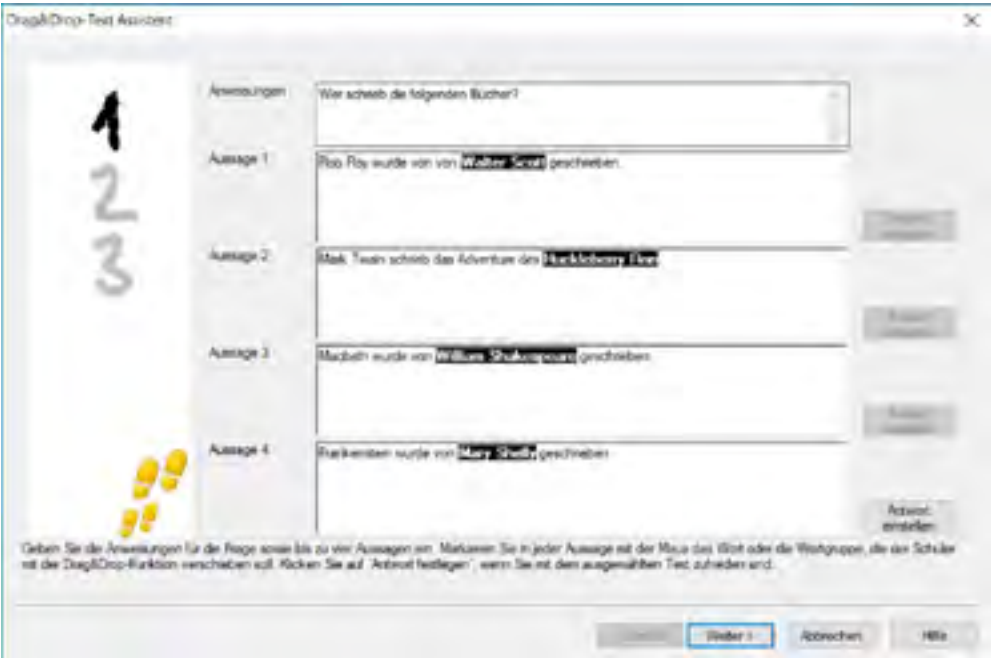 Drag&Drop-Text Assistent
1
2
3
Anweisungen
Wer schrieb die folgenden Bücher?
Aussage 1
Rob Roy wurde von von Walter Scott geschrieben.
Aussage 2
Mark Twain schrieb das Adventure des Huckleberry Finn
Aussage 3
Macbeth wurde von William Shakespeare geschrieben
Aussage 4
Frankenstein wurde von Mary Shelly geschrieben
Antwort
einstellen
Geben Sie die Anweisungen für die Frage sowie bis zu vier Aussagen ein. Markieren Sie in jeder Aussage mit der Maus das Wort oder die Wortgruppe, die der Schüler
mit der Drag&Drop-Funktion verschieben soll. Klicken Sie auf "Antwort festlegen", wenn Sie mit dem ausgewählten Text zufrieden sind.
Weiter >
Abbrechen
Hilfe